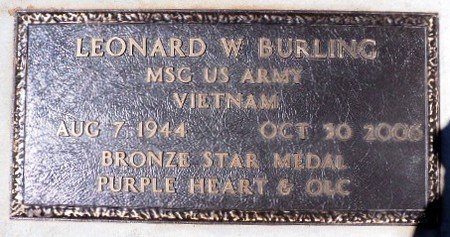 LEONARD W BURLING
MSG US ARMY
VIETNAM
AUG 7 1944 OCT 30 2006
BRONZE STAR MEDAL
PURPLE HEART & OLC